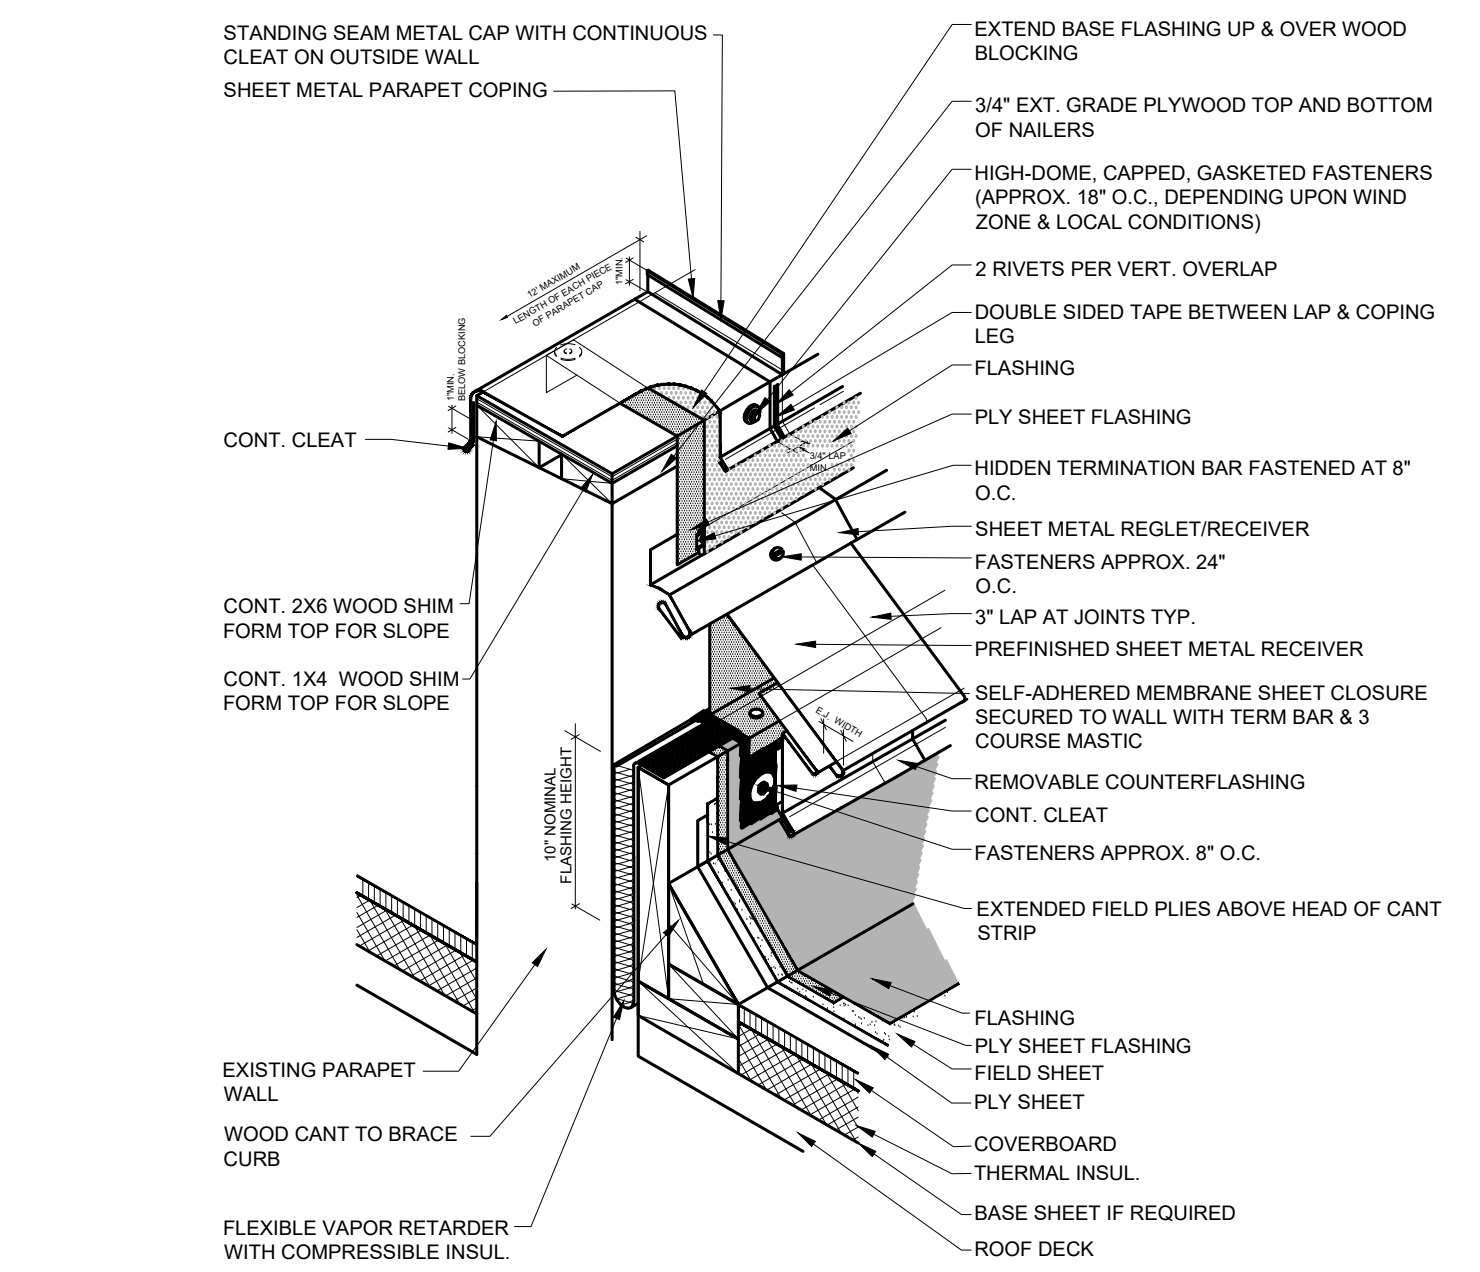 STANDING SEAM METAL CAP WITH CONTINUOUS
CLEAT ON OUTSIDE WALL
SHEET METAL PARAPET COPING
12' MAXIMUM
LENGTH OF EACH PIECE
OF PARAPET CAP
1"MIN.
1"MIN.
BELOW BLOCKING
CONT. CLEAT
CONT. 2X6 WOOD SHIM
FORM TOP FOR SLOPE
CONT. 1X4 WOOD SHIM
FORM TOP FOR SLOPE
10" NOMINAL
FLASHING HEIGHT
EXISTING PARAPET
WALL
WOOD CANT TO BRACE
CURB
FLEXIBLE VAPOR RETARDER
WITH COMPRESSIBLE INSUL.
EXTEND BASE FLASHING UP & OVER WOOD
BLOCKING
3/4" EXT. GRADE PLYWOOD TOP AND BOTTOM
OF NAILERS
HIGH-DOME, CAPPED, GASKETED FASTENERS
(APPROX. 18" O.C., DEPENDING UPON WIND
ZONE & LOCAL CONDITIONS)
2 RIVETS PER VERT. OVERLAP
DOUBLE SIDED TAPE BETWEEN LAP & COPING
LEG
FLASHING
PLY SHEET FLASHING
3/4" LAP
MIN.
HIDDEN TERMINATION BAR FASTENED AT 8"
O.C.
SHEET METAL REGLET/RECEIVER
FASTENERS APPROX. 24"
O.C.
3" LAP AT JOINTS TYP.
PREFINISHED SHEET METAL RECEIVER
SELF-ADHERED MEMBRANE SHEET CLOSURE
SECURED TO WALL WITH TERM BAR & 3
COURSE MASTIC
E.J. WIDTH
REMOVABLE COUNTERFLASHING
CONT. CLEAT
FASTENERS APPROX. 8" O.C.
EXTENDED FIELD PLIES ABOVE HEAD OF CANT
STRIP
FLASHING
PLY SHEET FLASHING
FIELD SHEET
PLY SHEET
COVERBOARD
THERMAL INSUL.
BASE SHEET IF REQUIRED
ROOF DECK